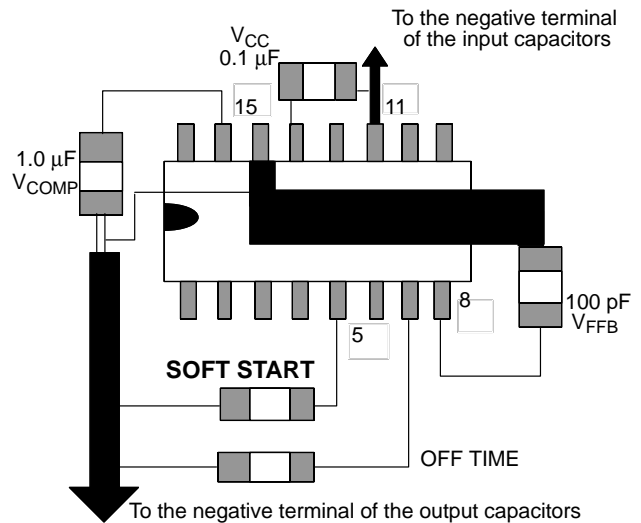 To the negative terminal
of the input capacitors
VCC
0.1 μF
15
11
1.0 μF
VCOMP
8
100 pF
VFFB
5
SOFT START
OFF TIME
To the negative terminal of the output capacitors